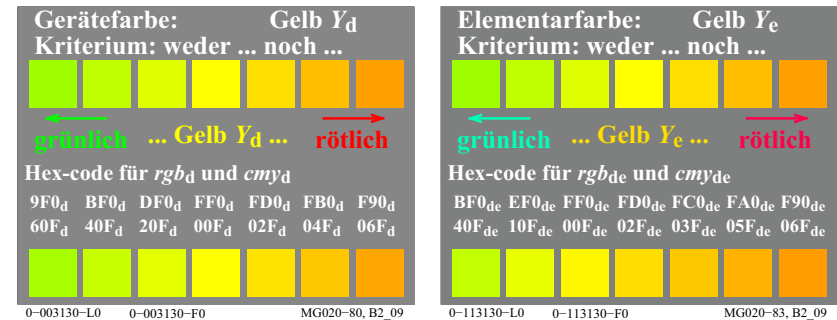 Gerätefarbe: Gelb Yd
Kriterium: weder ... noch ...
grünlich ... Gelb Yd ... rötlich
Hex-code für rgbd und cmyd
9F0d BF0d DF0d FF0d FD0d FB0d F90d
60Fd 40Fd 20Fd 00Fd 02Fd 04Fd 06Fd
0-003130-L0 0-003130-F0 MG020-80, B2_09
Elementarfarbe: Gelb Ye
Kriterium: weder ... noch ...
grünlich ... Gelb Ye ... rötlich
Hex-code für rgbde und cmyde
BF0de EF0de FF0de FD0de FC0de FA0de F90de
40Fde 10Fde 00Fde 02Fde 03Fde 05Fde 06Fde
0-113130-L0 0-113130-F0 MG020-83, B2_09